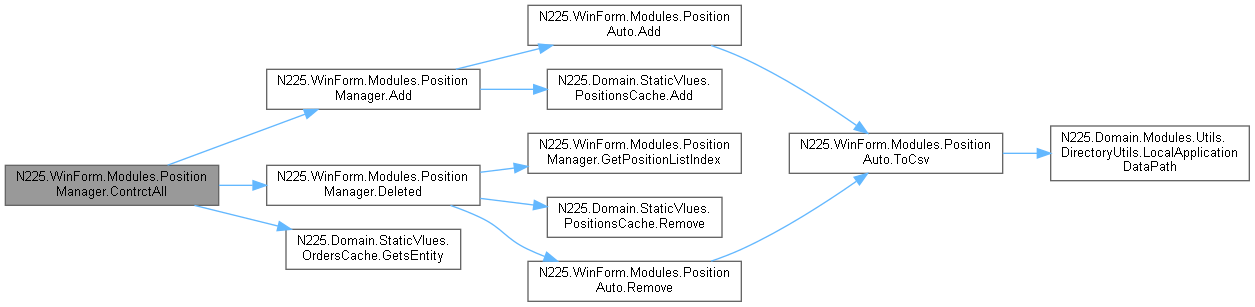 N225.WinForm.Modules.Position
Auto.Add
N225.WinForm.Modules.Position
Manager.Add
N225.Domain.StaticVlues.
PositionsCache.Add
N225.WinForm.Modules.Position
Manager.GetPositionListIndex
N225.WinForm.Modules.Position
Auto.ToCsv
N225.Domain.Modules.Utils.
DirectoryUtils.LocalApplication
DataPath
N225.WinForm.Modules.Position
Manager.ContrctAll
N225.WinForm.Modules.Position
Manager.Deleted
N225.Domain.StaticVlues.
PositionsCache.Remove
N225.Domain.StaticVlues.
OrdersCache.GetsEntity
N225.WinForm.Modules.Position
Auto.Remove